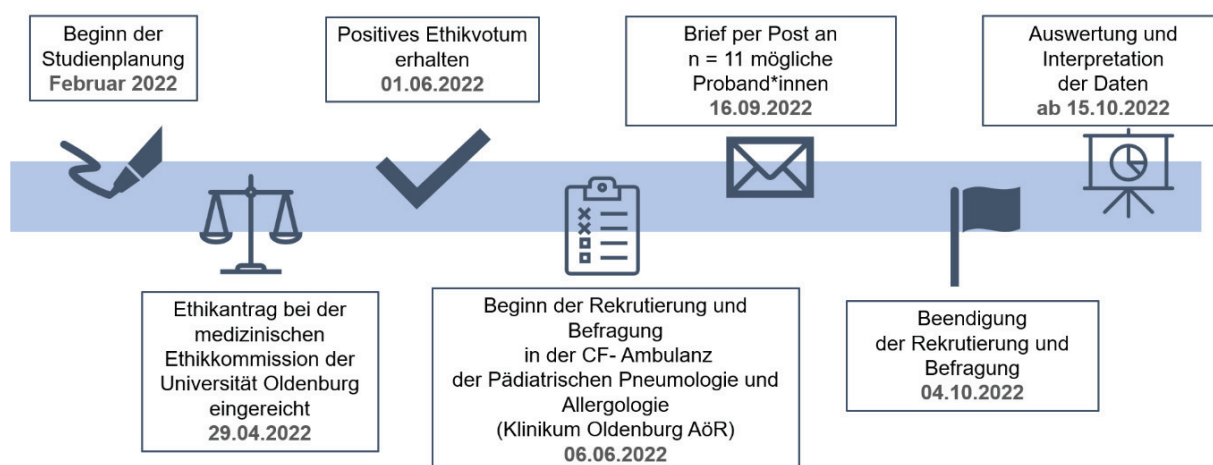 Beginn der
Studienplanung
Februar 2022
Ethikantrag bei der
medizinischen
Ethikkommission der
Universität Oldenburg
eingereicht
29.04.2022
Positives Ethikvotum
erhalten
01.06.2022
Beginn der Rekrutierung und
Befragung
in der CF- Ambulanz
der Pädiatrischen Pneumologie und
Allergologie
(Klinikum Oldenburg AöR)
06.06.2022
Brief per Post an
n = 11 mögliche
Proband*innen
16.09.2022
Beendigung
der Rekrutierung und
Befragung
04.10.2022
Auswertung und
Interpretation
der Daten
ab 15.10.2022